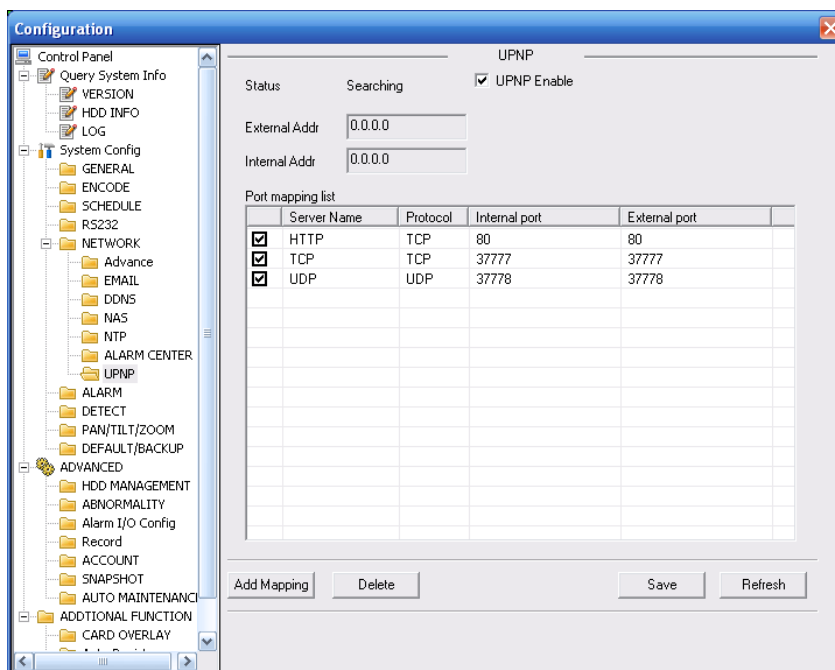 Configuration
Control Panel
Query System Info
VERSION
HDD INFO
LOG
System Config
GENERAL
ENCODE
SCHEDULE
RS232
NETWORK
Advance
EMAIL
DDNS
NAS
NTP
ALARM CENTER
UPNP
ALARM
DETECT
PAN/TILT/ZOOM
DEFAULT/BACKUP
ADVANCED
HDD MANAGEMENT
ABNORMALITY
Alarm I/O Config
Record
ACCOUNT
SNAPSHOT
AUTO MAINTENANC
ADDTIONAL FUNCTION
CARD OVERLAY
UPNP
Status Searching UPNP Enable
External Addr 0.0.0.0
Internal Addr 0.0.0.0
Port mapping list
Server Name Protocol Internal port External port
HTTP TCP 80 80
TCP TCP 37777 37777
UDP UDP 37778 37778
Add Mapping Delete Save Refresh